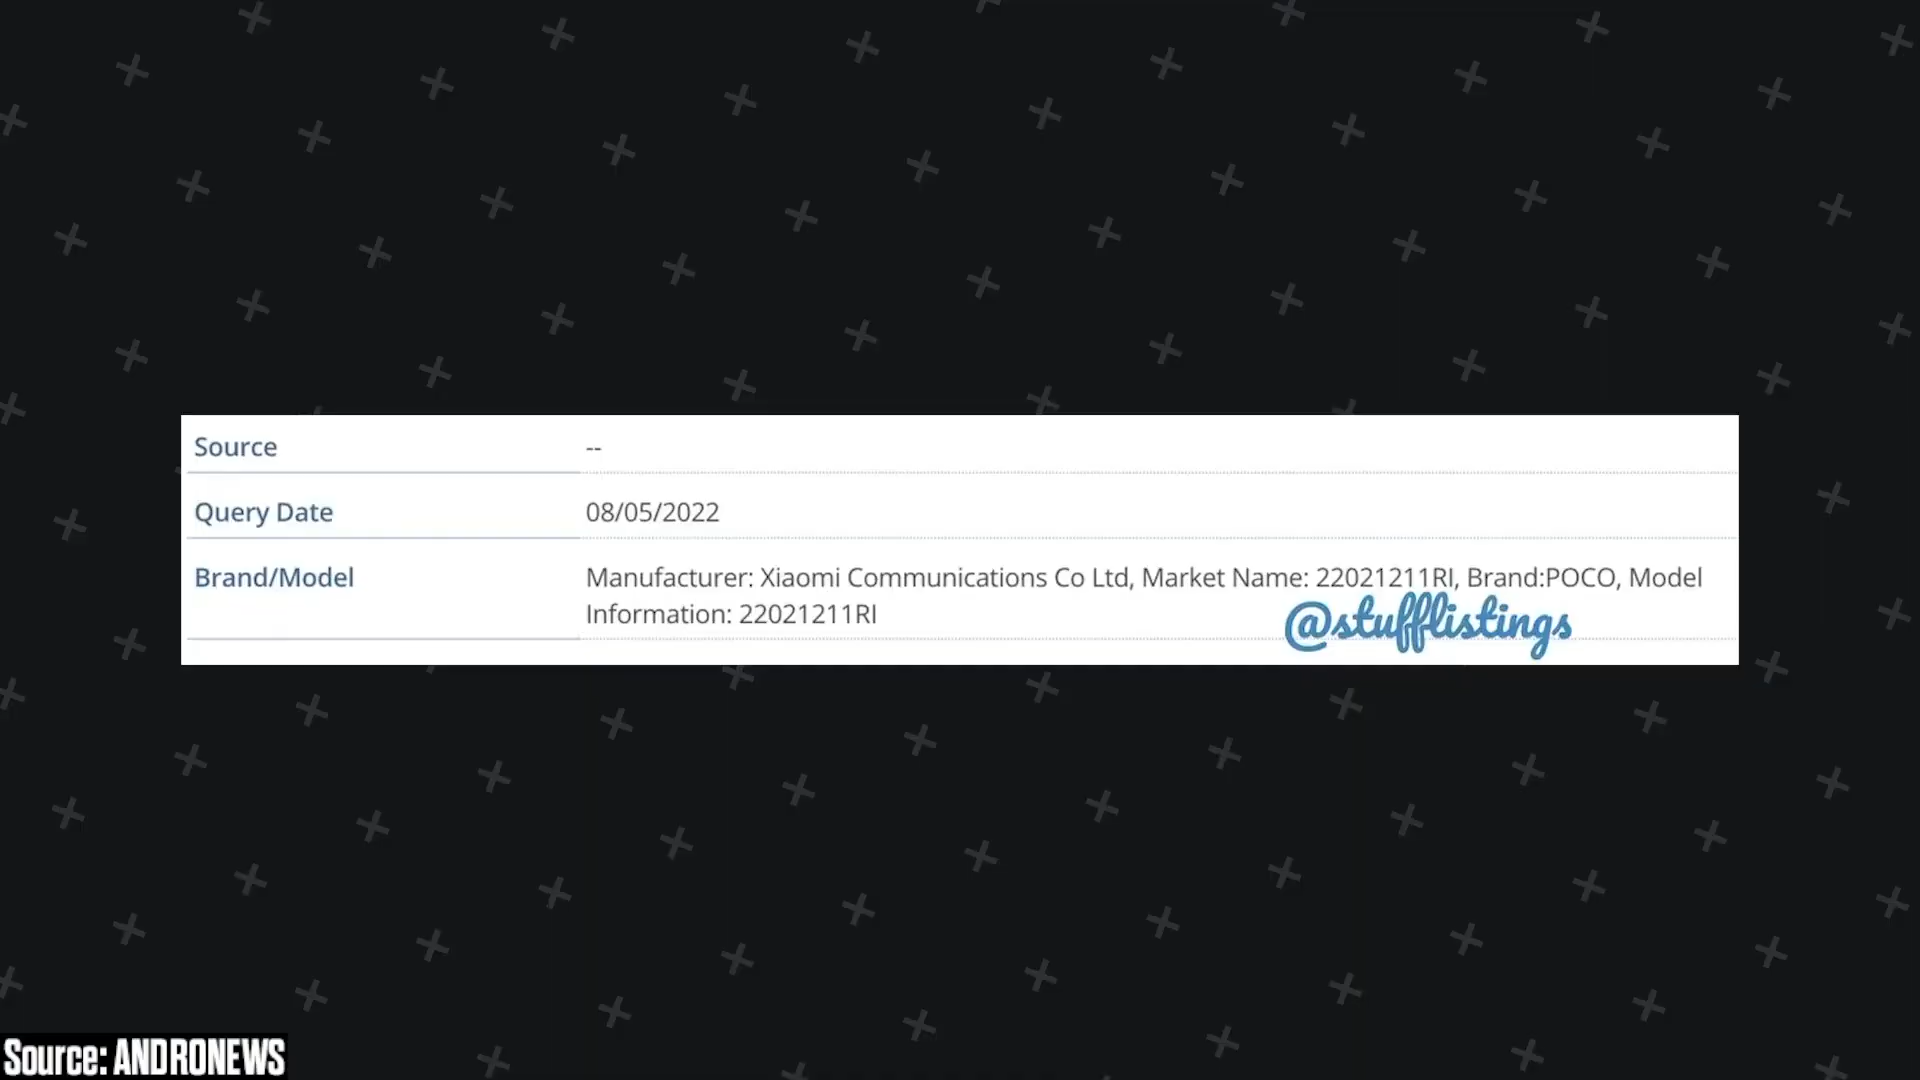 Source --
Query Date 08/05/2022
Brand/Model Manufacturer: Xiaomi Communications Co Ltd, Market Name: 22021211RI, Brand:POCO, Model
Information: 22021211RI
@stufflistings
Source: ANDRONEWS